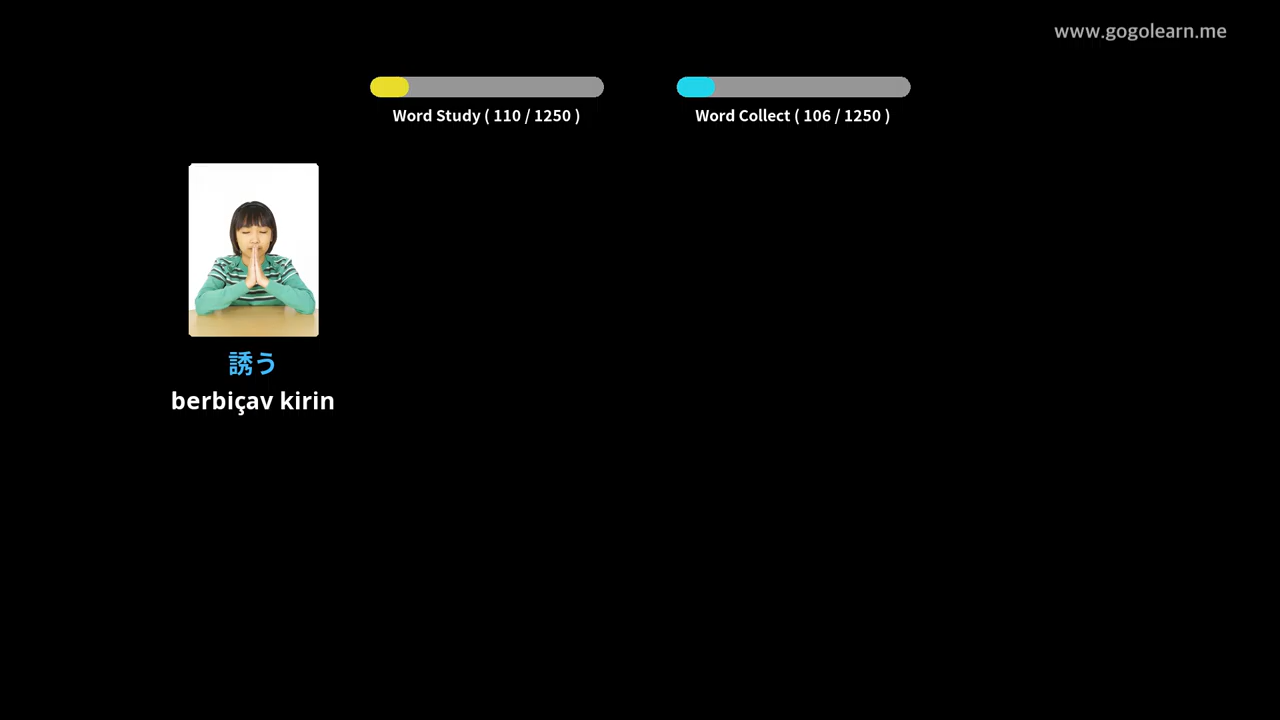 www.gogolearn.me
Word Study ( 110 / 1250 )
Word Collect ( 106 / 1250 )
誘う
berbiçav kirin